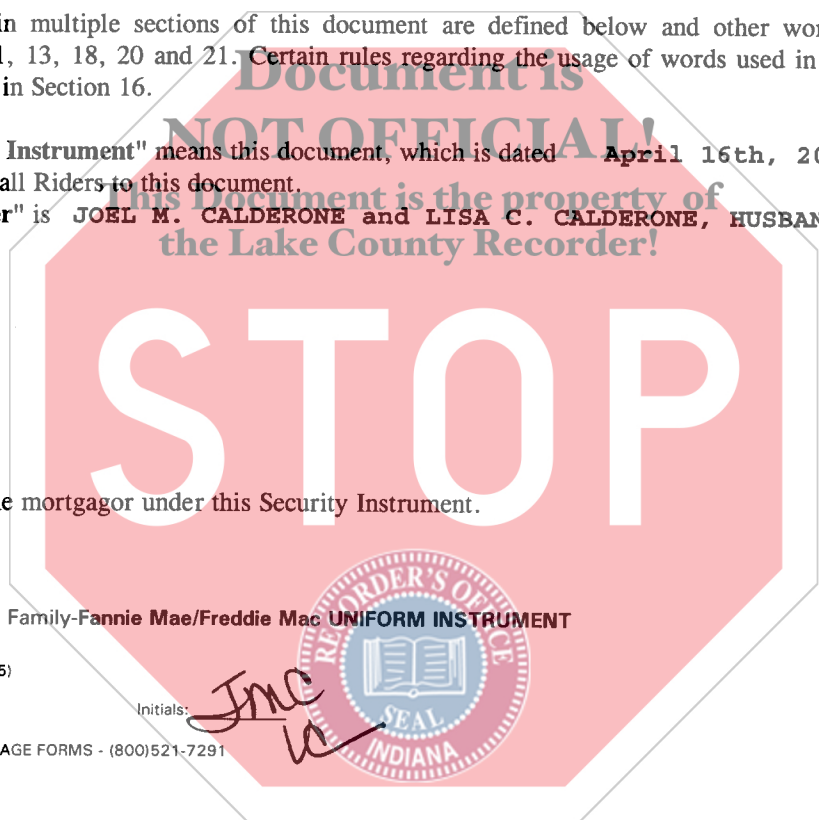 in multiple sections of this document are defined below and other wor
, 13, 18, 20 and 21. Certain rules regarding the usage of words used in
in Section 16.
Document is
NOT OFFICIAL!
Instrument" means this document, which is dated April 16th, 20
all Riders to this document.
This Document is the property of
r" is JOEL M. CALDERONE and LISA C. CALDERONE, HUSBAN
the Lake County Recorder!
STOP
e mortgagor under this Security Instrument.
Family-Fannie Mae/Freddie Mac UNIFORM INSTRUMENT
RECORDER'S OFFICE
SEAL
INDIANA
5)
Initials: JMC
LC
AGE FORMS - (800)521-7291